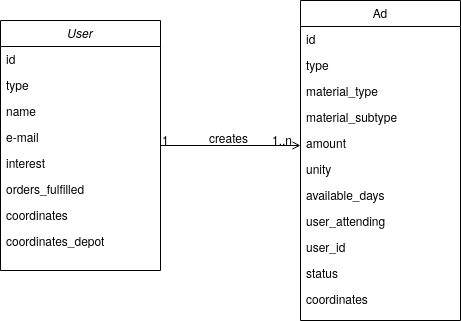 User
id
type
name
e-mail
interest
orders_fulfilled
coordinates
coordinates_depot
1 creates 1..n
Ad
id
type
material_type
material_subtype
amount
unity
available_days
user_attending
user_id
status
coordinates